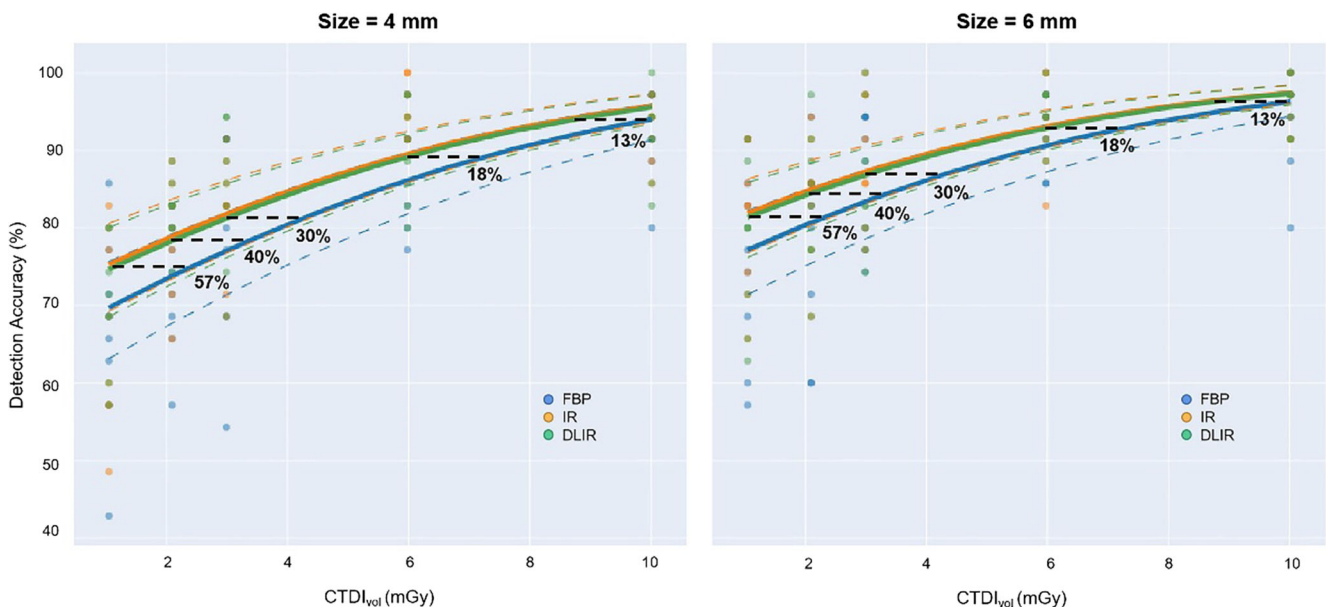 Size = 4 mm
Size = 6 mm
Detection Accuracy (%)
100
90
80
70
60
50
40
57%
40%
30%
18%
13%
FBP
IR
DLIR
2
4
6
8
10
CTDIvol (mGy)
57%
40%
30%
18%
13%
FBP
IR
DLIR
2
4
6
8
10
CTDIvol (mGy)